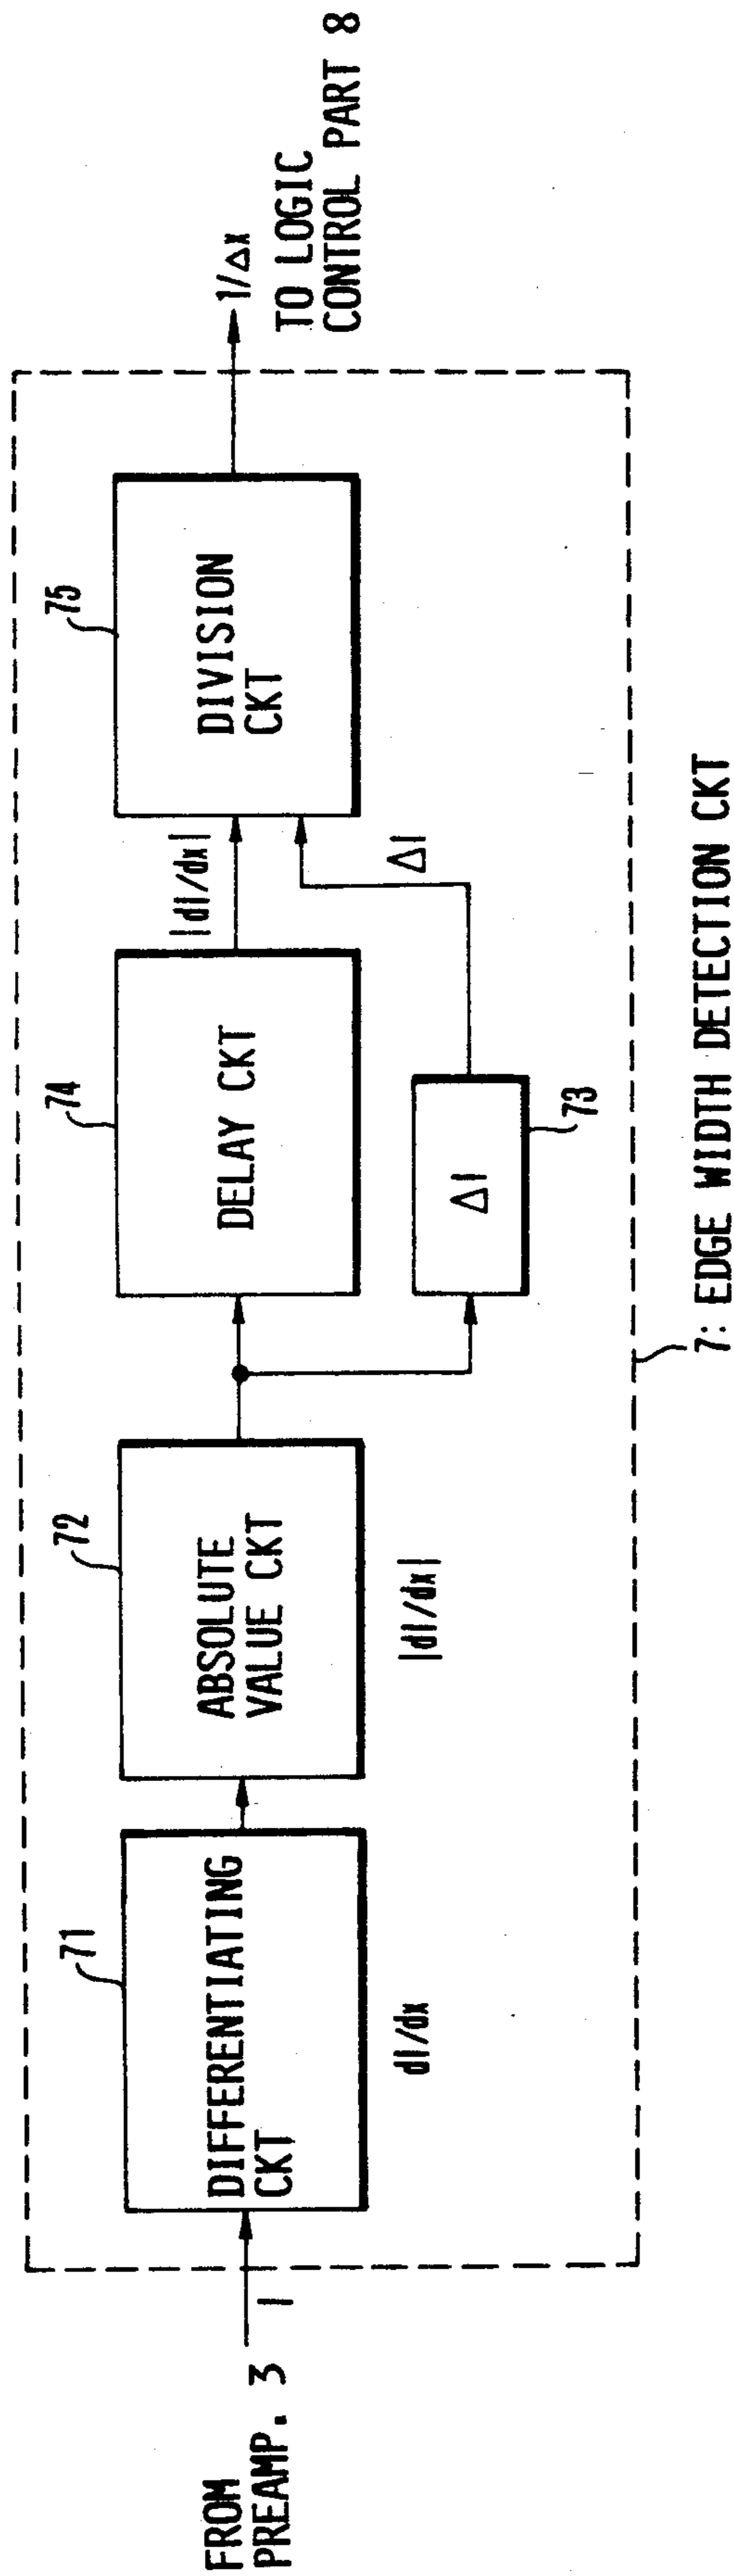 FROM
PREAMP. 3
I
71
DIFFERENTIATING
CKT
dI/dx
72
ABSOLUTE
VALUE CKT
|dI/dx|
74
DELAY CKT
|dI/dx|
ΔI
73
ΔI
75
DIVISION
CKT
1/Δx
TO LOGIC
CONTROL PART 8
7: EDGE WIDTH DETECTION CKT